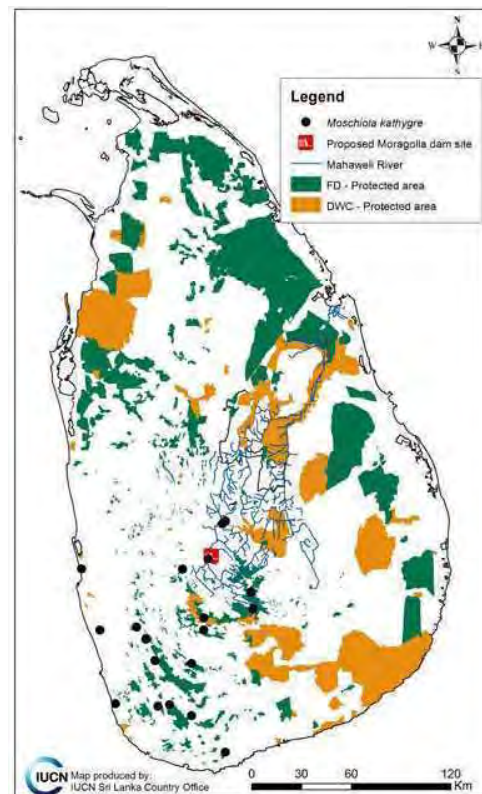 N
W
E
S
Legend
Moschiola kathygre
Proposed Moragolla dam site
Mahaweli River
FD - Protected area
DWC - Protected area
IUCN
Map produced by:
IUCN Sri Lanka Country Office
0 30 60 120
Km